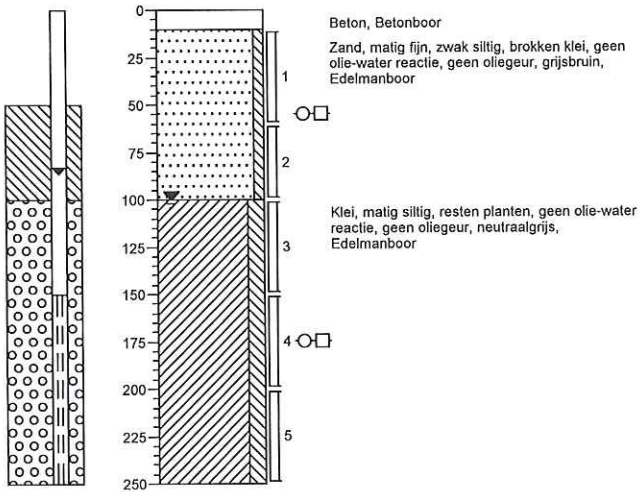 0
Beton, Betonboor
Zand, matig fijn, zwak siltig, brokken klei, geen
olie-water reactie, geen oliegeur, grijsbruin,
Edelmanboor
25
1
50
75
2
100
Klei, matig siltig, resten planten, geen olie-water
reactie, geen oliegeur, neutraalgrijs,
Edelmanboor
125
3
150
175
4
200
225
5
250